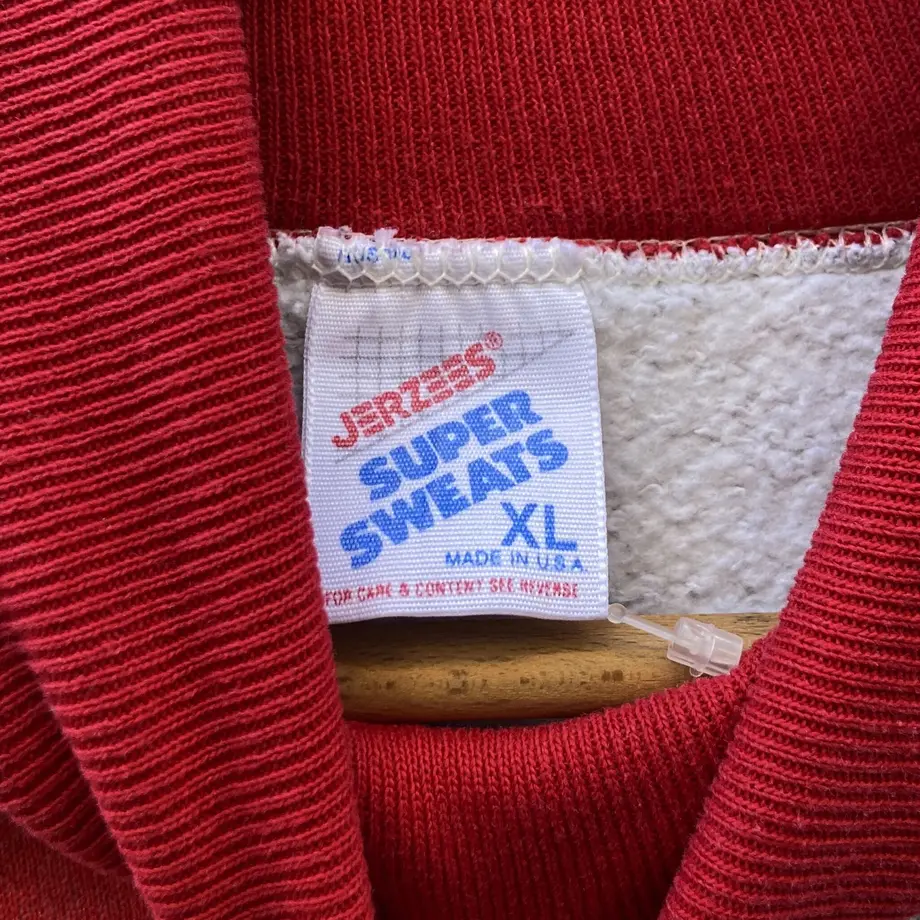 JERZEES®
SUPER
SWEATS
XL
MADE IN U.S.A.
FOR CARE & CONTENT SEE REVERSE